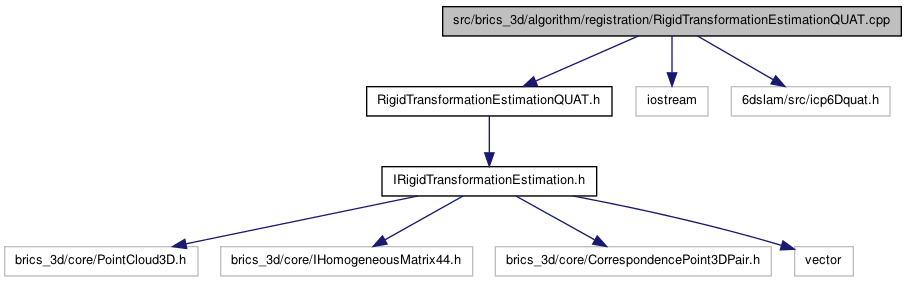 src/brics_3d/algorithm/registration/RigidTransformationEstimationQUAT.cpp
RigidTransformationEstimationQUAT.h
iostream
6dslam/src/icp6Dquat.h
IRigidTransformationEstimation.h
brics_3d/core/PointCloud3D.h
brics_3d/core/IHomogeneousMatrix44.h
brics_3d/core/CorrespondencePoint3DPair.h
vector